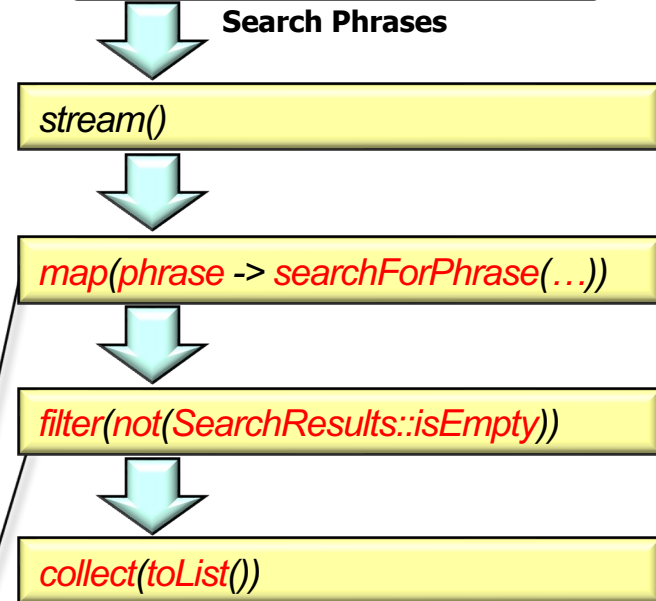 Search Phrases
stream()
map(phrase -> searchForPhrase(…))
filter(not(SearchResults::isEmpty))
collect(toList())